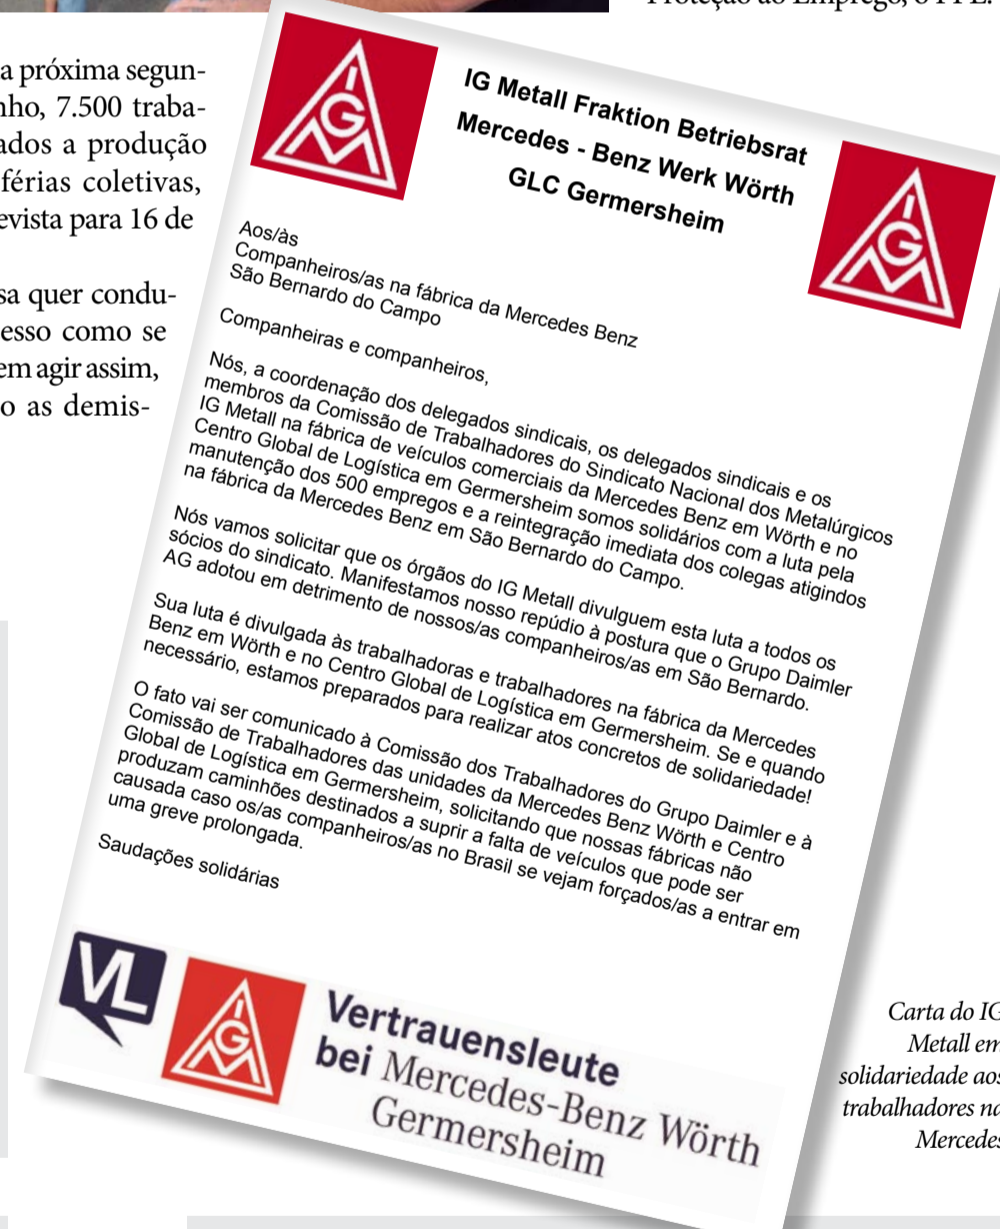 Proteção ao Emprego, o PPE.
a próxima segun-
nho, 7.500 traba-
ados a produção
férias coletivas,
evista para 16 de
sa quer condu-
esso como se
em agir assim,
o as demis-
IGM
IG Metall Fraktion Betriebsrat
Mercedes - Benz Werk Wörth
GLC Germersheim
IGM
Aos/às
Companheiros/as na fábrica da Mercedes Benz
São Bernardo do Campo
Companheiras e companheiros,
Nós, a coordenação dos delegados sindicais, os delegados sindicais e os
membros da Comissão de Trabalhadores do Sindicato Nacional dos Metalúrgicos
IG Metall na fábrica de veículos comerciais da Mercedes Benz em Wörth e no
Centro Global de Logística em Germersheim somos solidários com a luta pela
manutenção dos 500 empregos e a reintegração imediata dos colegas atigindos
na fábrica da Mercedes Benz em São Bernardo do Campo.
Nós vamos solicitar que os órgãos do IG Metall divulguem esta luta a todos os
sócios do sindicato. Manifestamos nosso repúdio à postura que o Grupo Daimler
AG adotou em detrimento de nossos/as companheiros/as em São Bernardo.
Sua luta é divulgada às trabalhadoras e trabalhadores na fábrica da Mercedes
Benz em Wörth e no Centro Global de Logística em Germersheim. Se e quando
necessário, estamos preparados para realizar atos concretos de solidariedade!
O fato vai ser comunicado à Comissão dos Trabalhadores do Grupo Daimler e à
Comissão de Trabalhadores das unidades da Mercedes Benz Wörth e Centro
Global de Logística em Germersheim, solicitando que nossas fábricas não
produzam caminhões destinados a suprir a falta de veículos que pode ser
causada caso os/as companheiros/as no Brasil se vejam forçados/as a entrar em
uma greve prolongada.
Saudações solidárias
VL
IGM
Vertrauensleute
bei Mercedes-Benz Wörth
Germersheim
Carta do IG
Metall em
solidariedade aos
trabalhadores na
Mercedes